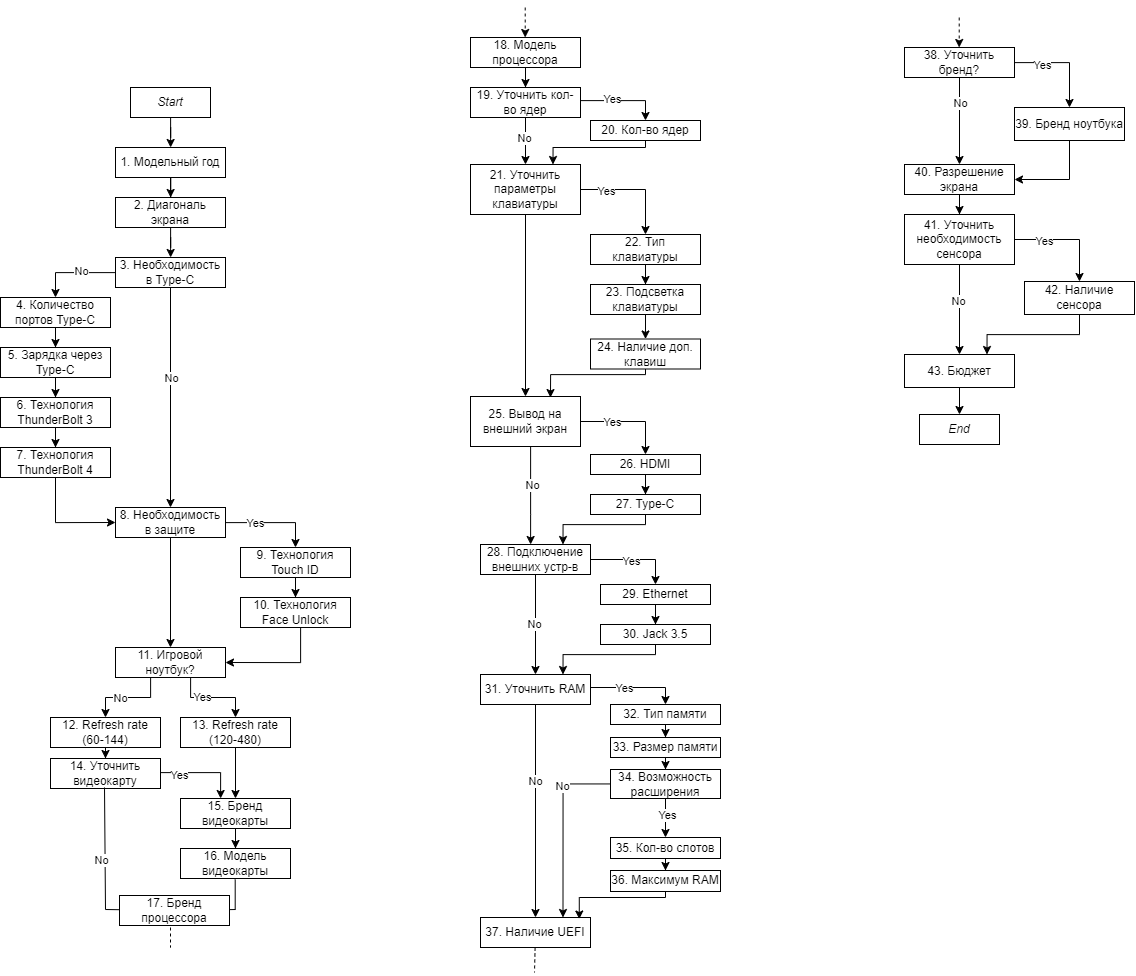 Start
1. Модельный год
2. Диагональ
экрана
3. Необходимость
в Type-C
No
4. Количество
портов Type-C
5. Зарядка через
Type-C
No
6. Технология
ThunderBolt 3
7. Технология
ThunderBolt 4
8. Необходимость
в защите
Yes
9. Технология
Touch ID
10. Технология
Face Unlock
11. Игровой
ноутбук?
No
Yes
12. Refresh rate
(60-144)
13. Refresh rate
(120-480)
14. Уточнить
видеокарту
Yes
15. Бренд
видеокарты
No
16. Модель
видеокарты
17. Бренд
процессора
18. Модель
процессора
19. Уточнить кол-
во ядер
Yes
No
20. Кол-во ядер
21. Уточнить
параметры
клавиатуры
Yes
22. Тип
клавиатуры
23. Подсветка
клавиатуры
24. Наличие доп.
клавиш
25. Вывод на
внешний экран
Yes
26. HDMI
No
27. Type-C
28. Подключение
внешних устр-в
Yes
29. Ethernet
No
30. Jack 3.5
31. Уточнить RAM
Yes
32. Тип памяти
33. Размер памяти
No
No
34. Возможность
расширения
Yes
35. Кол-во слотов
36. Максимум RAM
37. Наличие UEFI
38. Уточнить
бренд?
Yes
No
39. Бренд ноутбука
40. Разрешение
экрана
41. Уточнить
необходимость
сенсора
Yes
No
42. Наличие
сенсора
43. Бюджет
End